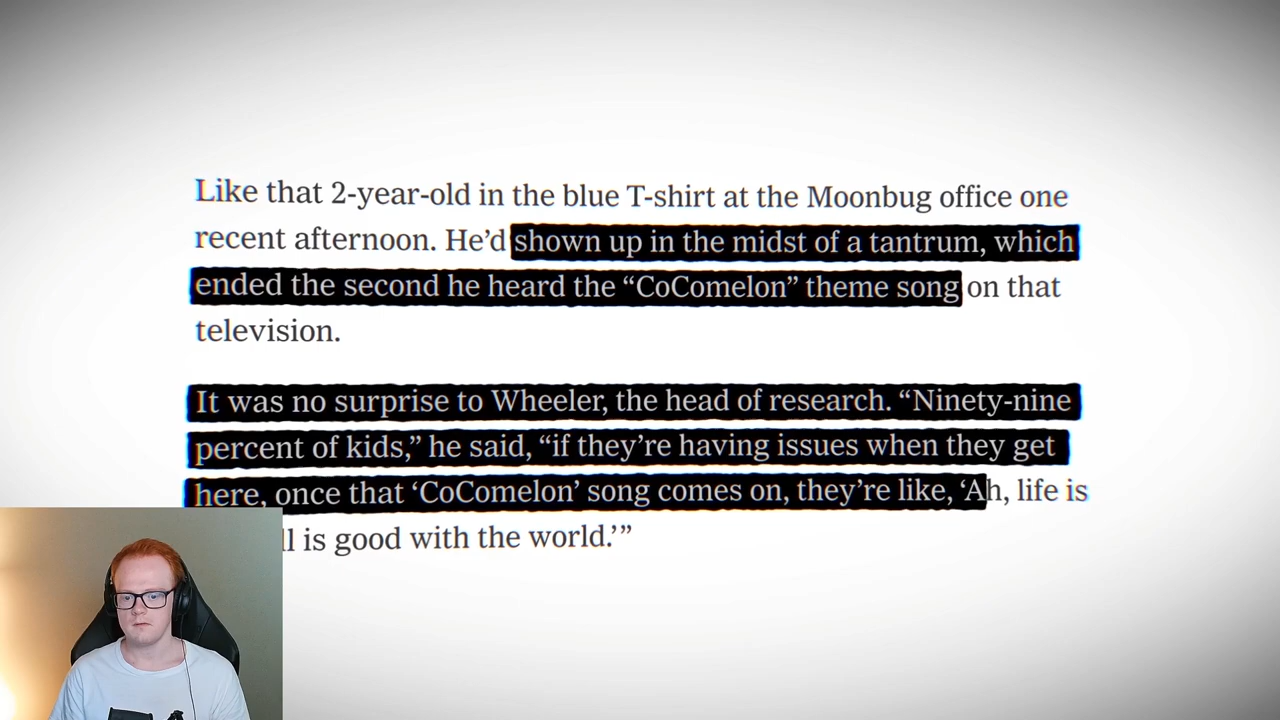 Like that 2-year-old in the blue T-shirt at the Moonbug office one
recent afternoon. He’d shown up in the midst of a tantrum, which
ended the second he heard the “CoComelon” theme song on that
television.
It was no surprise to Wheeler, the head of research. “Ninety-nine
percent of kids,” he said, “if they’re having issues when they get
here, once that ‘CoComelon’ song comes on, they’re like, ‘Ah, life is
is good with the world.’”